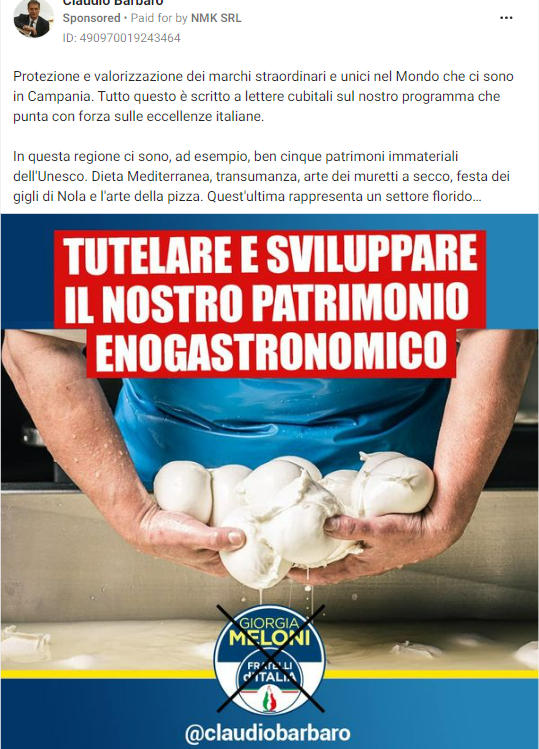 Claudio Barbaro
Sponsored • Paid for by NMK SRL
ID: 490970019243464
Protezione e valorizzazione dei marchi straordinari e unici nel Mondo che ci sono
in Campania. Tutto questo è scritto a lettere cubitali sul nostro programma che
punta con forza sulle eccellenze italiane.
In questa regione ci sono, ad esempio, ben cinque patrimoni immateriali
dell'Unesco. Dieta Mediterranea, transumanza, arte dei muretti a secco, festa dei
gigli di Nola e l'arte della pizza. Quest'ultima rappresenta un settore florido...
TUTELARE E SVILUPPARE
IL NOSTRO PATRIMONIO
ENOGASTRONOMICO
GIORGIA
MELONI
FRATELLI
d'ITALIA
@claudiobarbaro